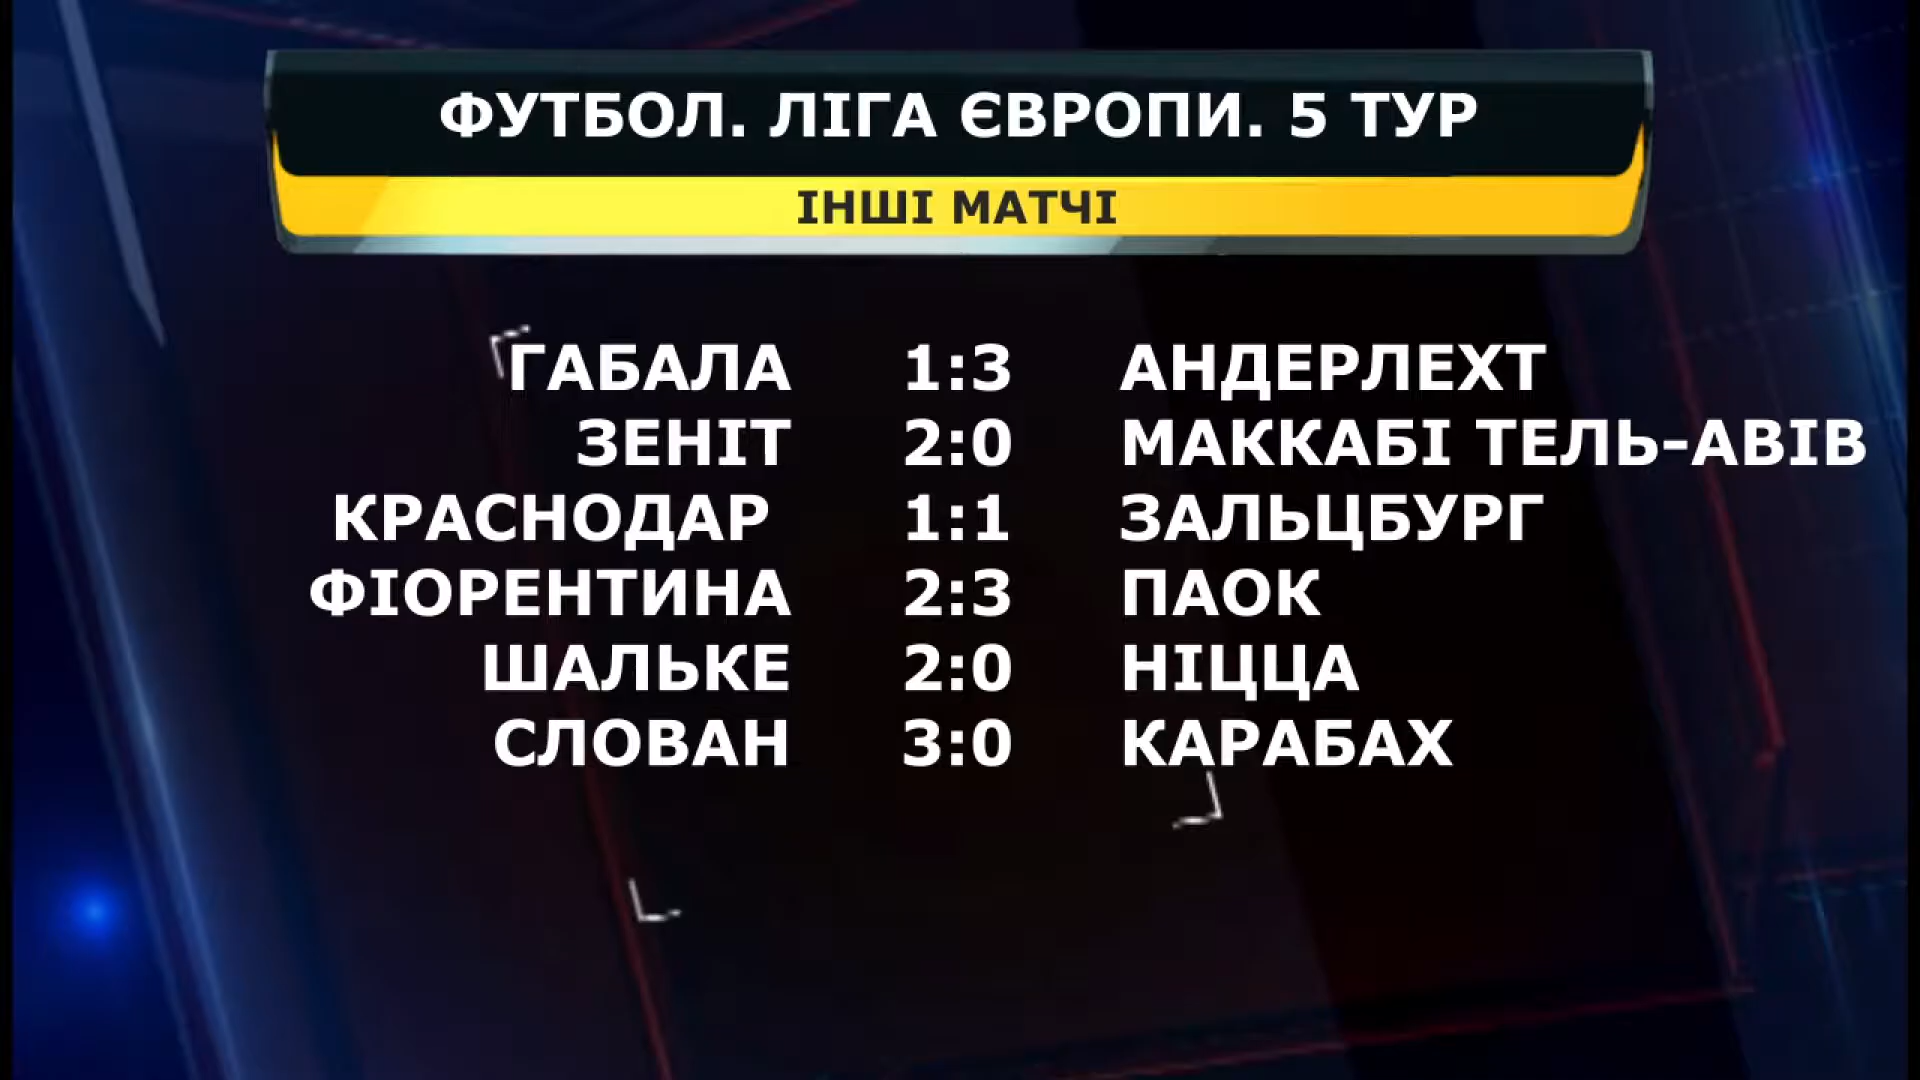 ФУТБОЛ. ЛІГА ЄВРОПИ. 5 ТУР
ІНШІ МАТЧІ
ГАБАЛА 1:3 АНДЕРЛЕХТ
ЗЕНІТ 2:0 МАККАБІ ТЕЛЬ-АВІВ
КРАСНОДАР 1:1 ЗАЛЬЦБУРГ
ФІОРЕНТИНА 2:3 ПАОК
ШАЛЬКЕ 2:0 НІЦЦА
СЛОВАН 3:0 КАРАБАХ